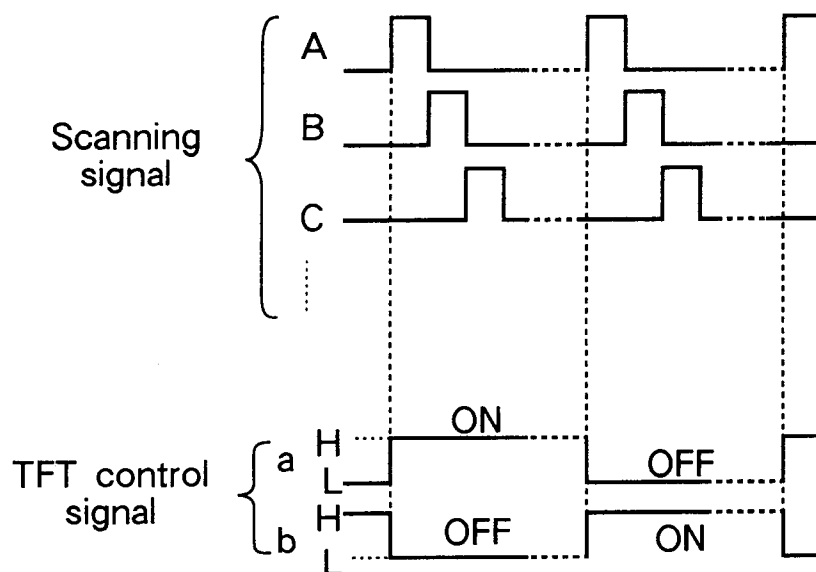 A
B
Scanning
signal
C
H
ON
a
L
OFF
TFT control
signal
H
b
OFF
ON
L